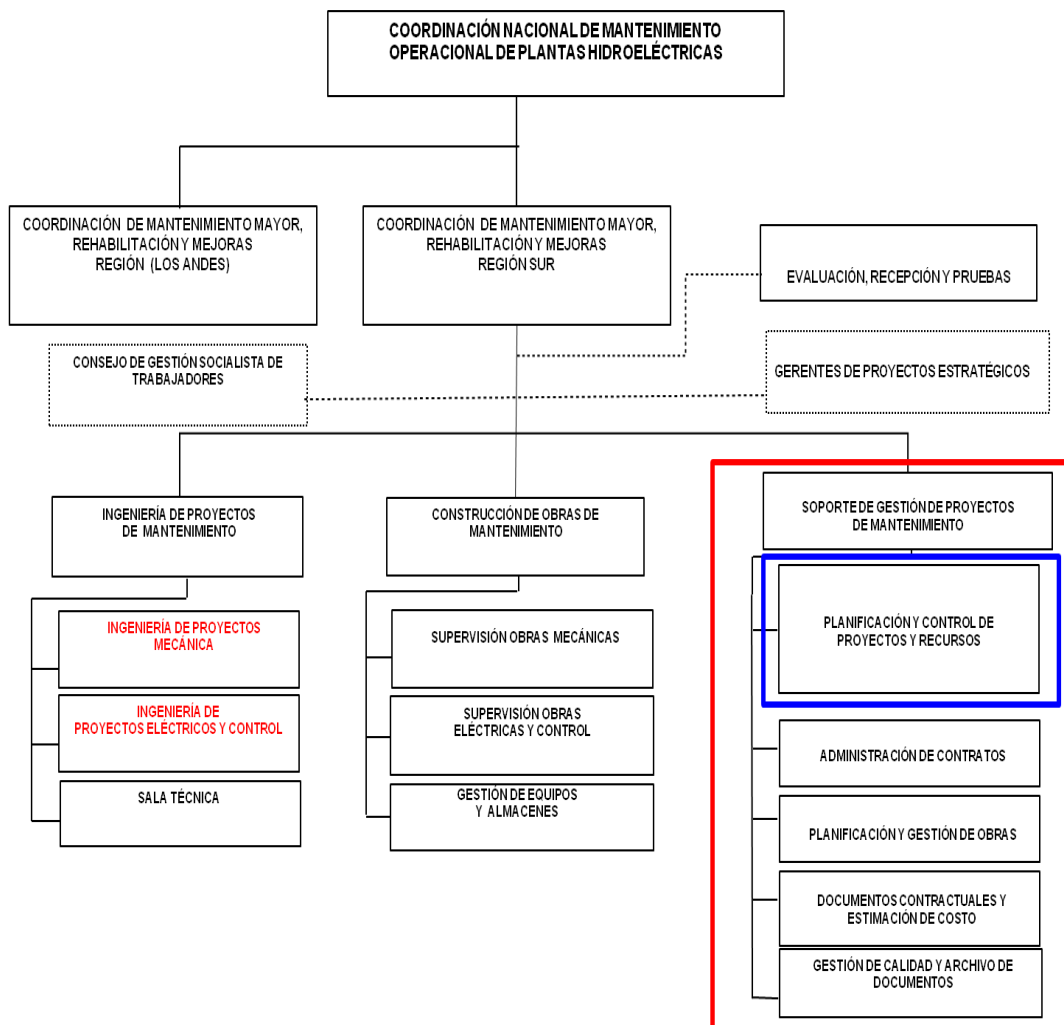 COORDINACIÓN NACIONAL DE MANTENIMIENTO
OPERACIONAL DE PLANTAS HIDROELÉCTRICAS
COORDINACIÓN DE MANTENIMIENTO MAYOR,
REHABILITACIÓN Y MEJORAS
REGIÓN (LOS ANDES)
COORDINACIÓN DE MANTENIMIENTO MAYOR,
REHABILITACIÓN Y MEJORAS
REGIÓN SUR
EVALUACIÓN, RECEPCIÓN Y PRUEBAS
CONSEJO DE GESTIÓN SOCIALISTA DE
TRABAJADORES
GERENTES DE PROYECTOS ESTRATÉGICOS
INGENIERÍA DE PROYECTOS
DE MANTENIMIENTO
INGENIERÍA DE PROYECTOS
MECÁNICA
INGENIERÍA DE
PROYECTOS ELÉCTRICOS Y CONTROL
SALA TÉCNICA
CONSTRUCCIÓN DE OBRAS DE
MANTENIMIENTO
SUPERVISIÓN OBRAS MECÁNICAS
SUPERVISIÓN OBRAS
ELÉCTRICAS Y CONTROL
GESTIÓN DE EQUIPOS
Y ALMACENES
SOPORTE DE GESTIÓN DE PROYECTOS
DE MANTENIMIENTO
PLANIFICACIÓN Y CONTROL DE
PROYECTOS Y RECURSOS
ADMINISTRACIÓN DE CONTRATOS
PLANIFICACIÓN Y GESTIÓN DE OBRAS
DOCUMENTOS CONTRACTUALES Y
ESTIMACIÓN DE COSTO
GESTIÓN DE CALIDAD Y ARCHIVO DE
DOCUMENTOS